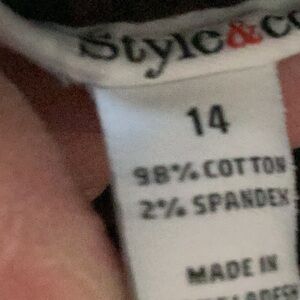 Style&c
14
98% COTTON
2% SPANDEX
MADE IN